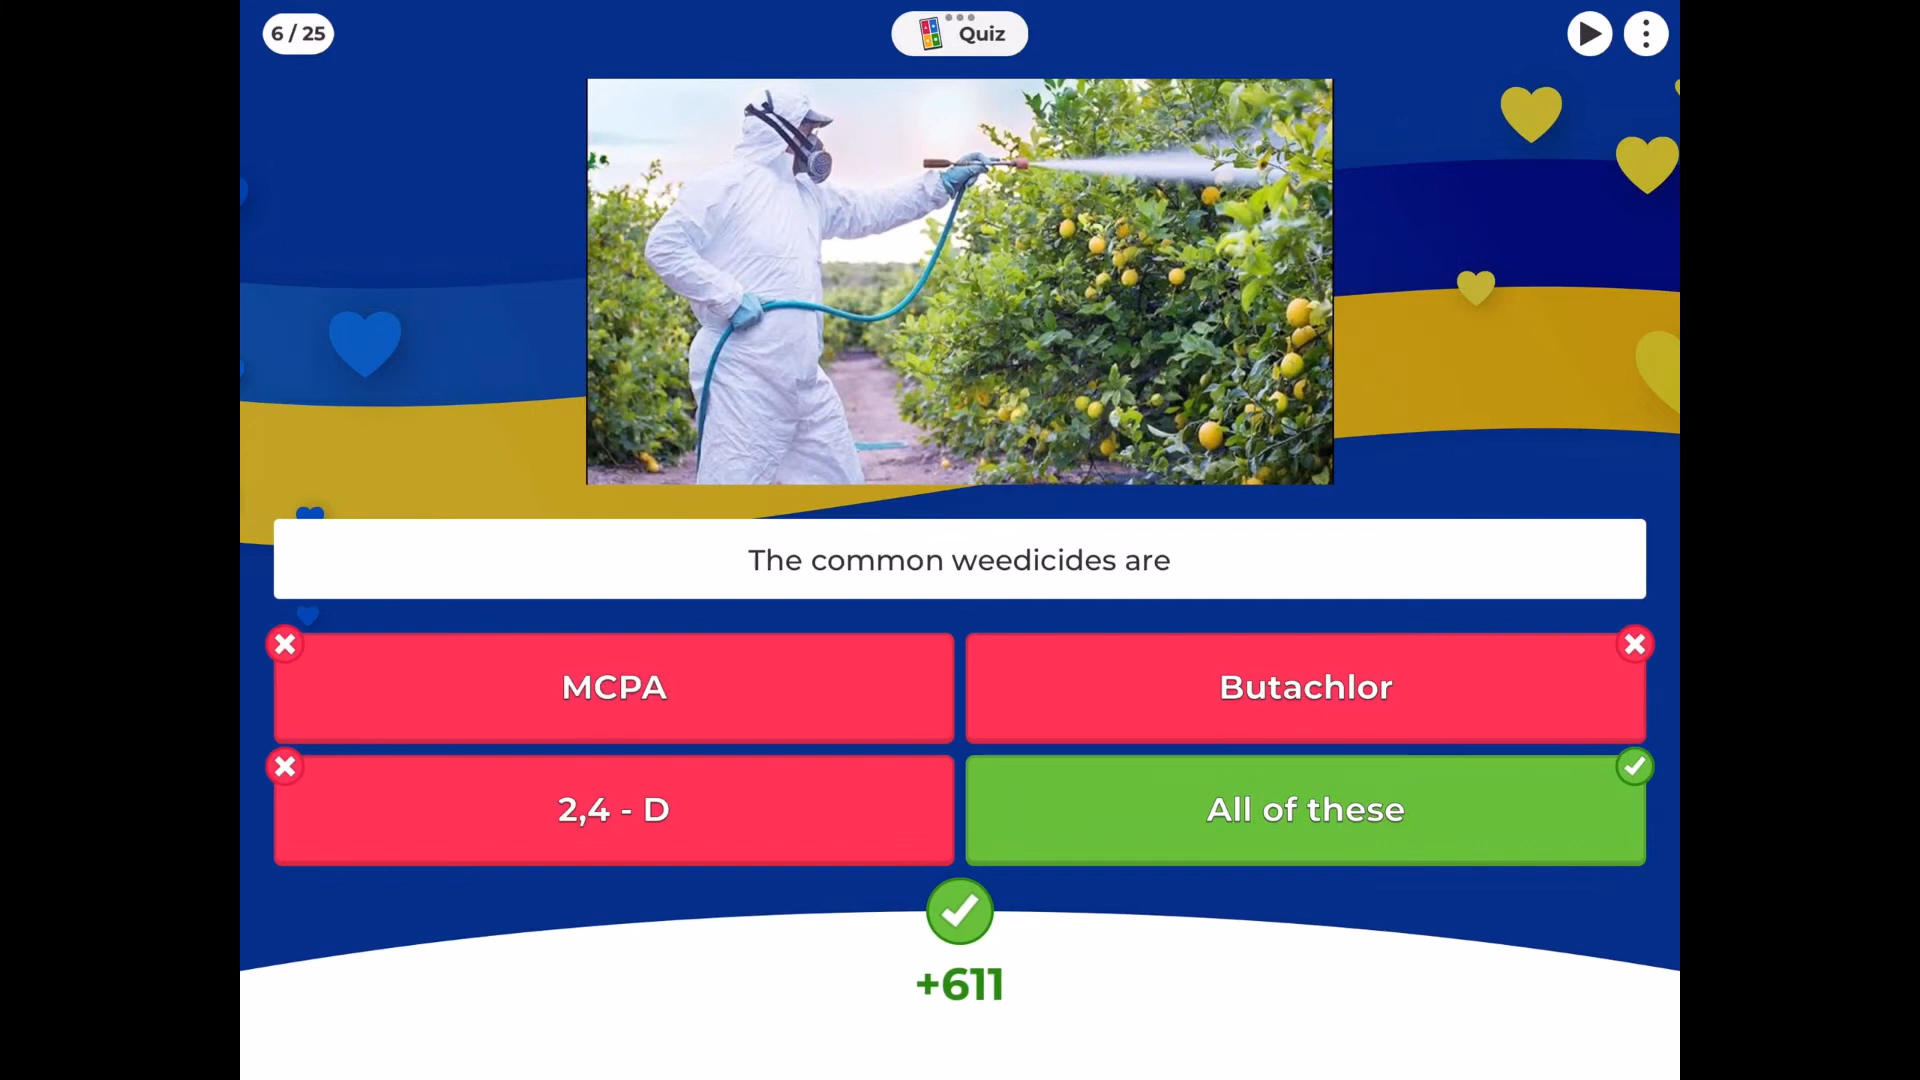 6 / 25
Quiz
The common weedicides are
MCPA
Butachlor
2,4 - D
All of these
+611